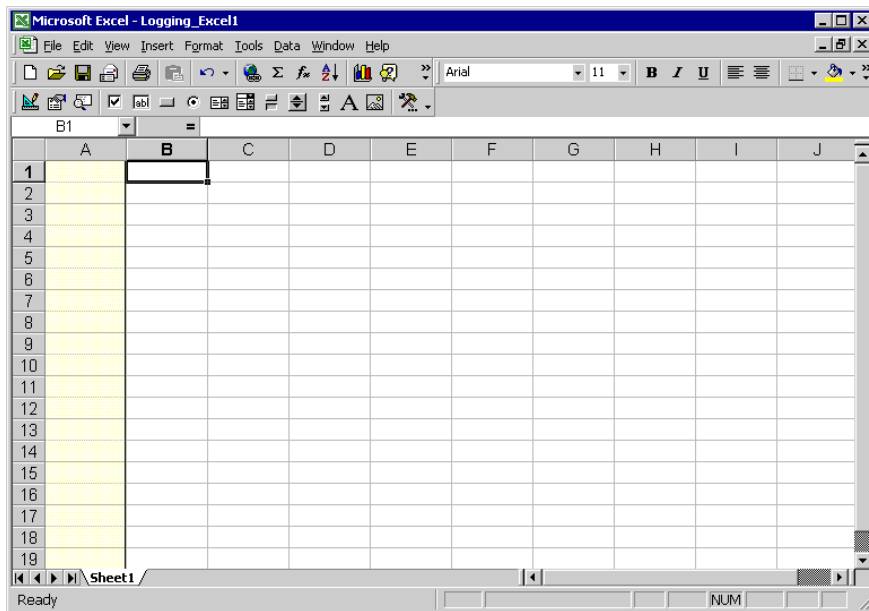 Microsoft Excel - Logging_Excel1
File Edit View Insert Format Tools Data Window Help
Arial 11 B I U
abl A
B1 =
A B C D E F G H I J
1
2
3
4
5
6
7
8
9
10
11
12
13
14
15
16
17
18
19
Sheet1
Ready NUM